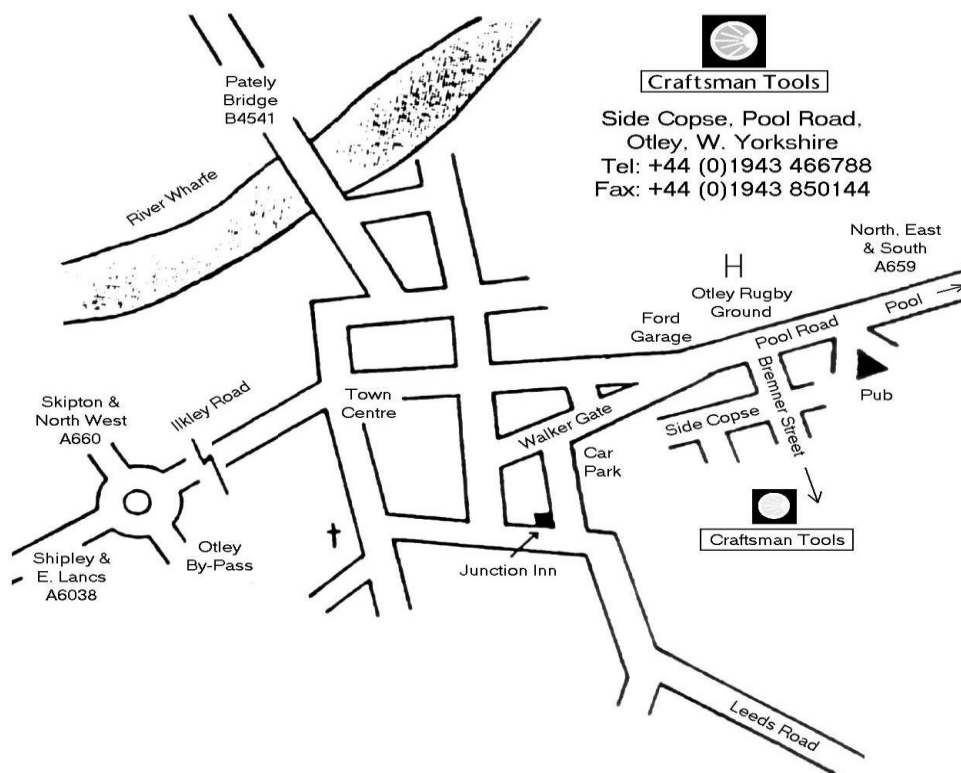 Craftsman Tools
Side Copse, Pool Road,
Otley, W. Yorkshire
Tel: +44 (0)1943 466788
Fax: +44 (0)1943 850144
Pately
Bridge
B4541
River Wharfe
North, East
& South
A659
H
Otley Rugby
Ground
Pool
Ford
Garage
Pool Road
Bremner Street
Pub
Ilkley Road
Town
Centre
Skipton &
North West
A660
Walker Gate
Side Copse
Car
Park
Craftsman Tools
Otley
By-Pass
Shipley &
E. Lancs
A6038
Junction Inn
Leeds Road